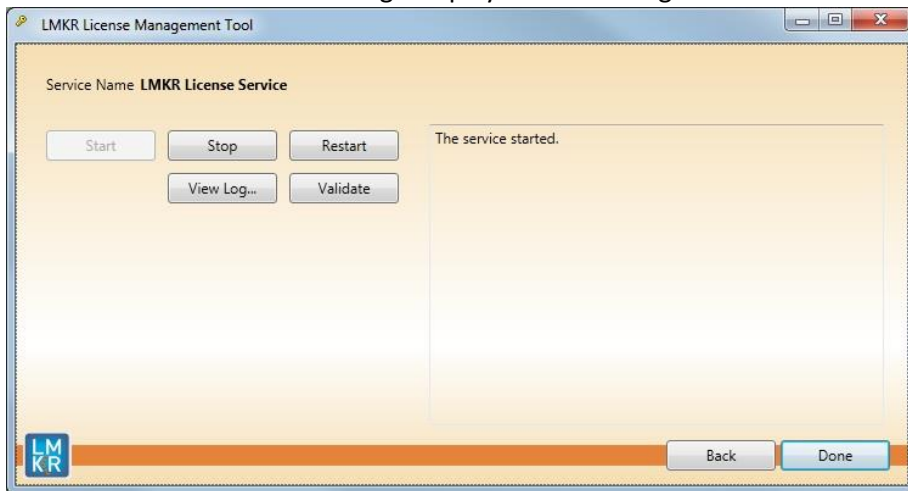 LMKR License Management Tool
Service Name LMKR License Service
Start Stop Restart
The service started.
View Log... Validate
LM
KR
Back Done